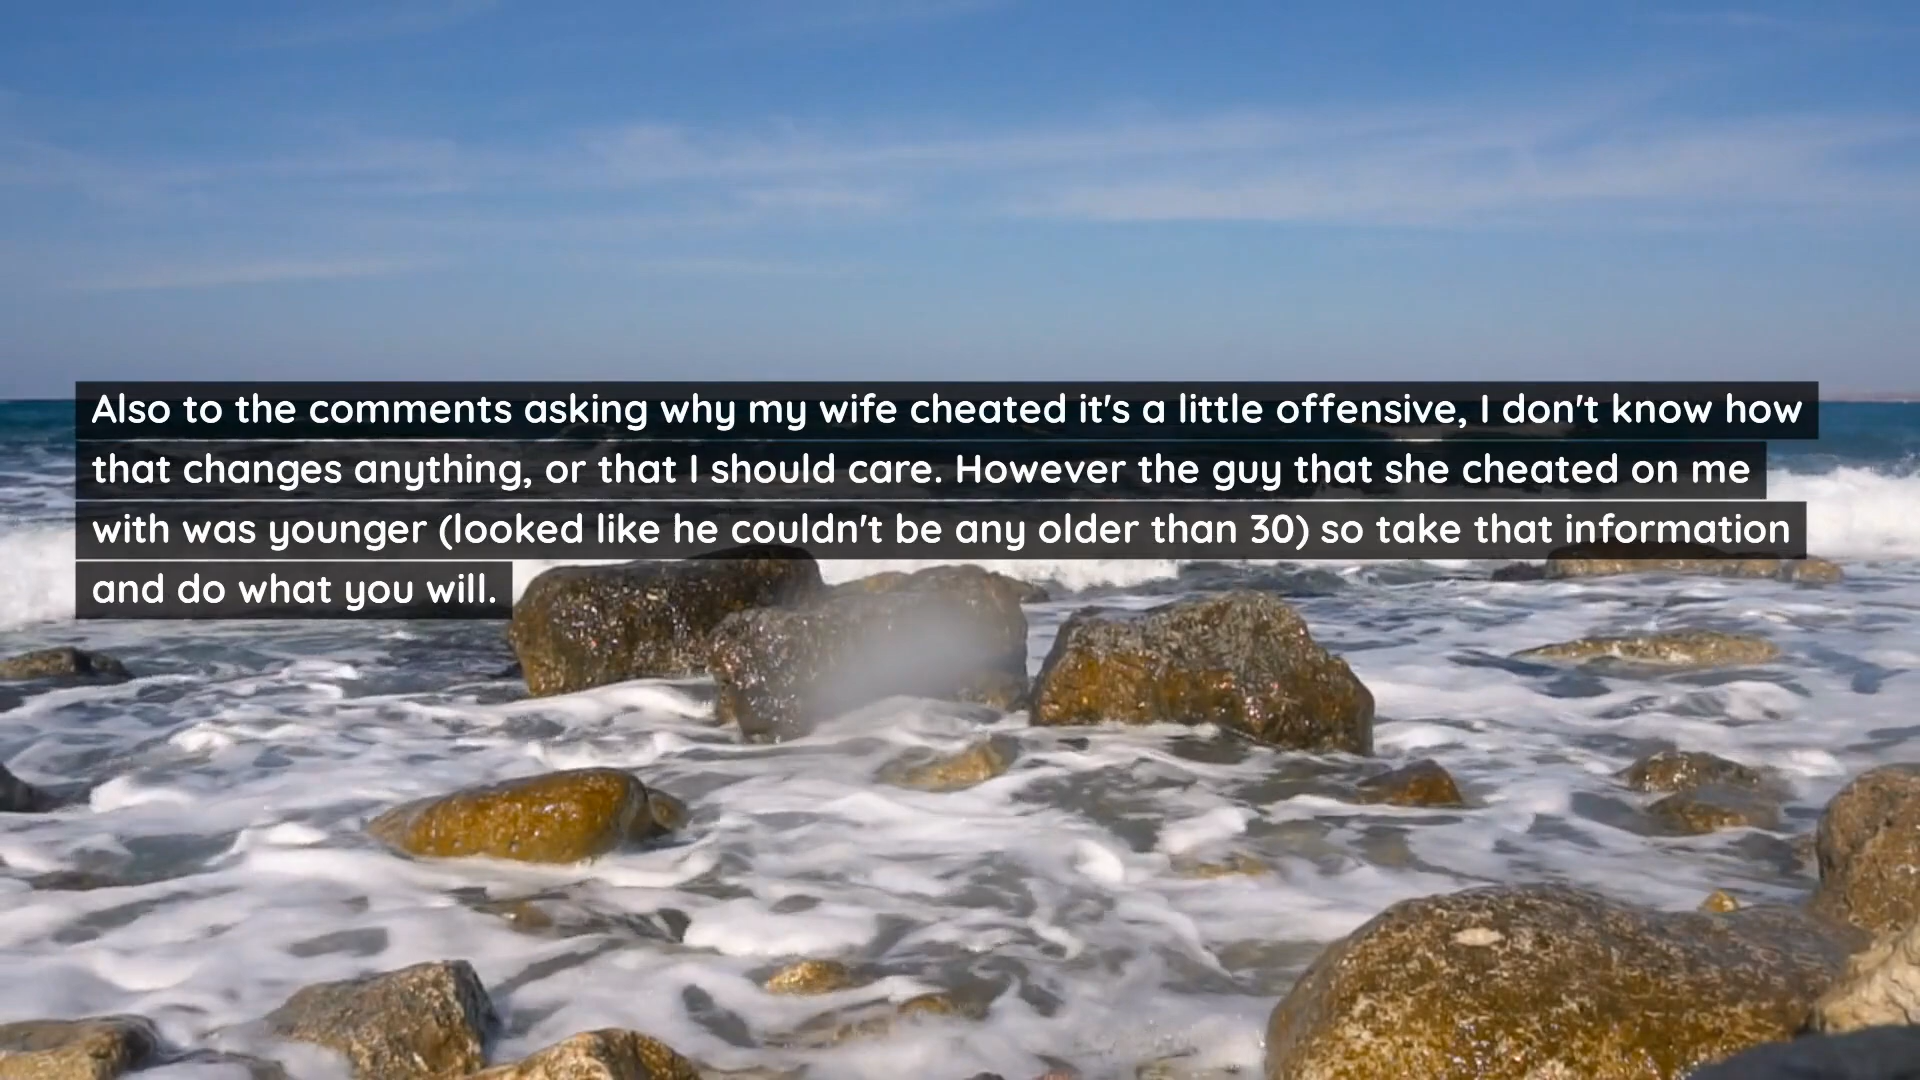 Also to the comments asking why my wife cheated it's a little offensive, I don't know how
that changes anything, or that I should care. However the guy that she cheated on me
with was younger (looked like he couldn't be any older than 30) so take that information
and do what you will.